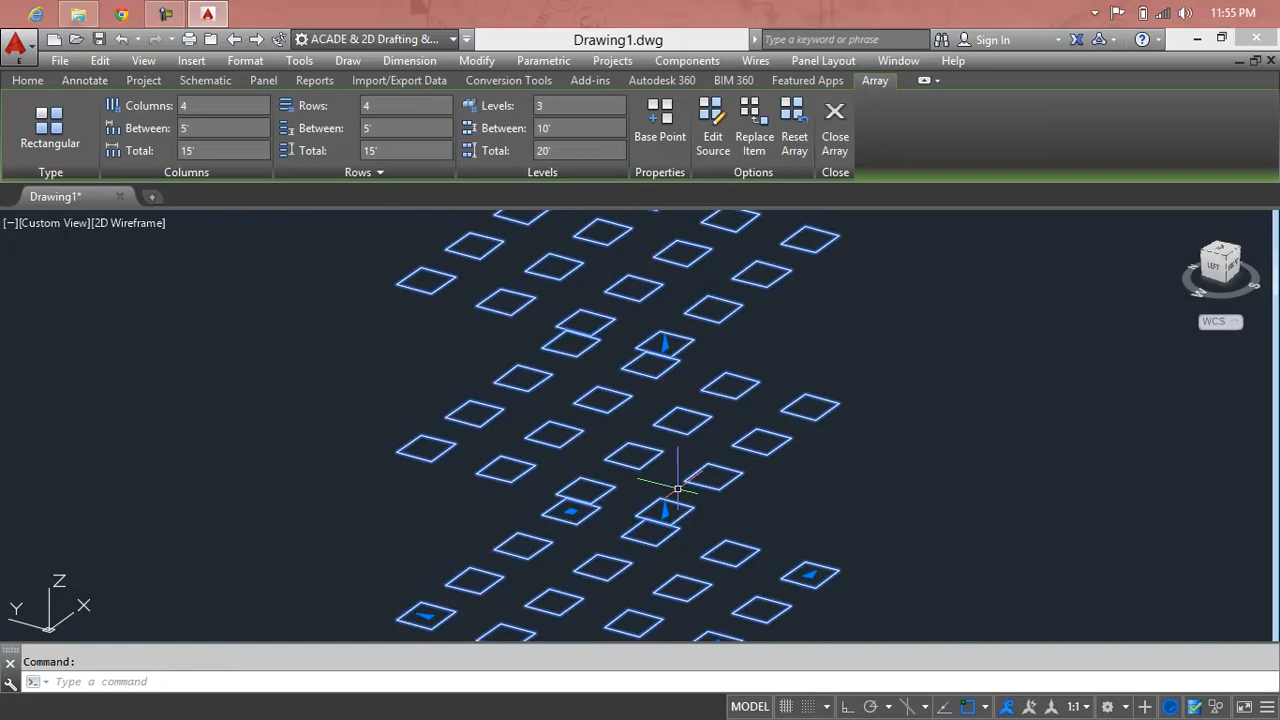 11:55 PM
ACADE & 2D Drafting &...
Drawing1.dwg
Type a keyword or phrase
Sign In
File Edit View Insert Format Tools Draw Dimension Modify Parametric Projects Components Wires Panel Layout Window Help
Home Annotate Project Schematic Panel Reports Import/Export Data Conversion Tools Add-ins Autodesk 360 BIM 360 Featured Apps Array
Columns: 4 Rows: 4 Levels: 3
Between: 5' Between: 5' Between: 10'
Total: 15' Total: 15' Total: 20'
Rectangular
Base Point
Edit Source
Replace Item
Reset Array
Close Array
Type Columns Rows Levels Properties Options Close
Drawing1*
[−][Custom View][2D Wireframe]
LEFT
W
S
WCS
Z
Y
X
Command:
Type a command
MODEL
1:1